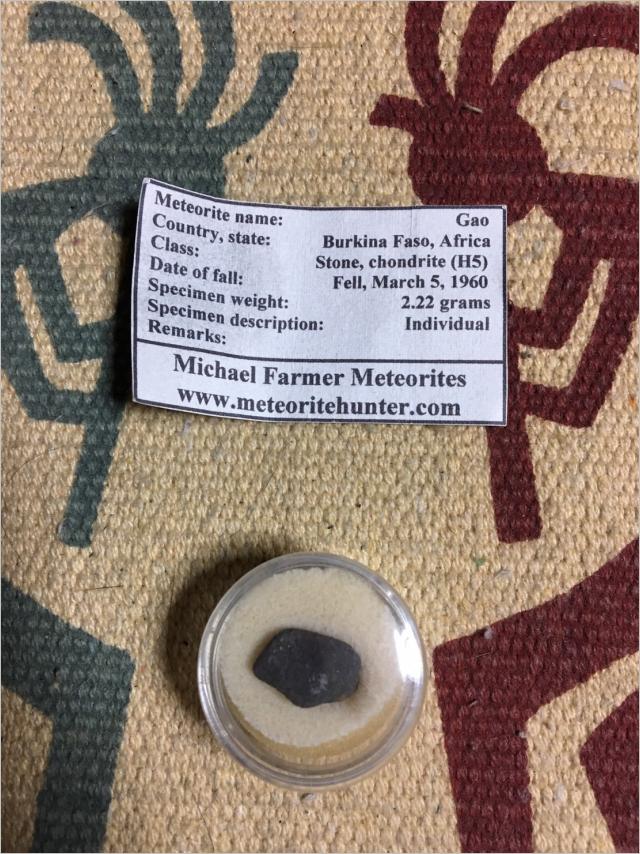 Meteorite name: Gao
Country, state: Burkina Faso, Africa
Class: Stone, chondrite (H5)
Date of fall: Fell, March 5, 1960
Specimen weight: 2.22 grams
Specimen description: Individual
Remarks:
Michael Farmer Meteorites
www.meteoritehunter.com